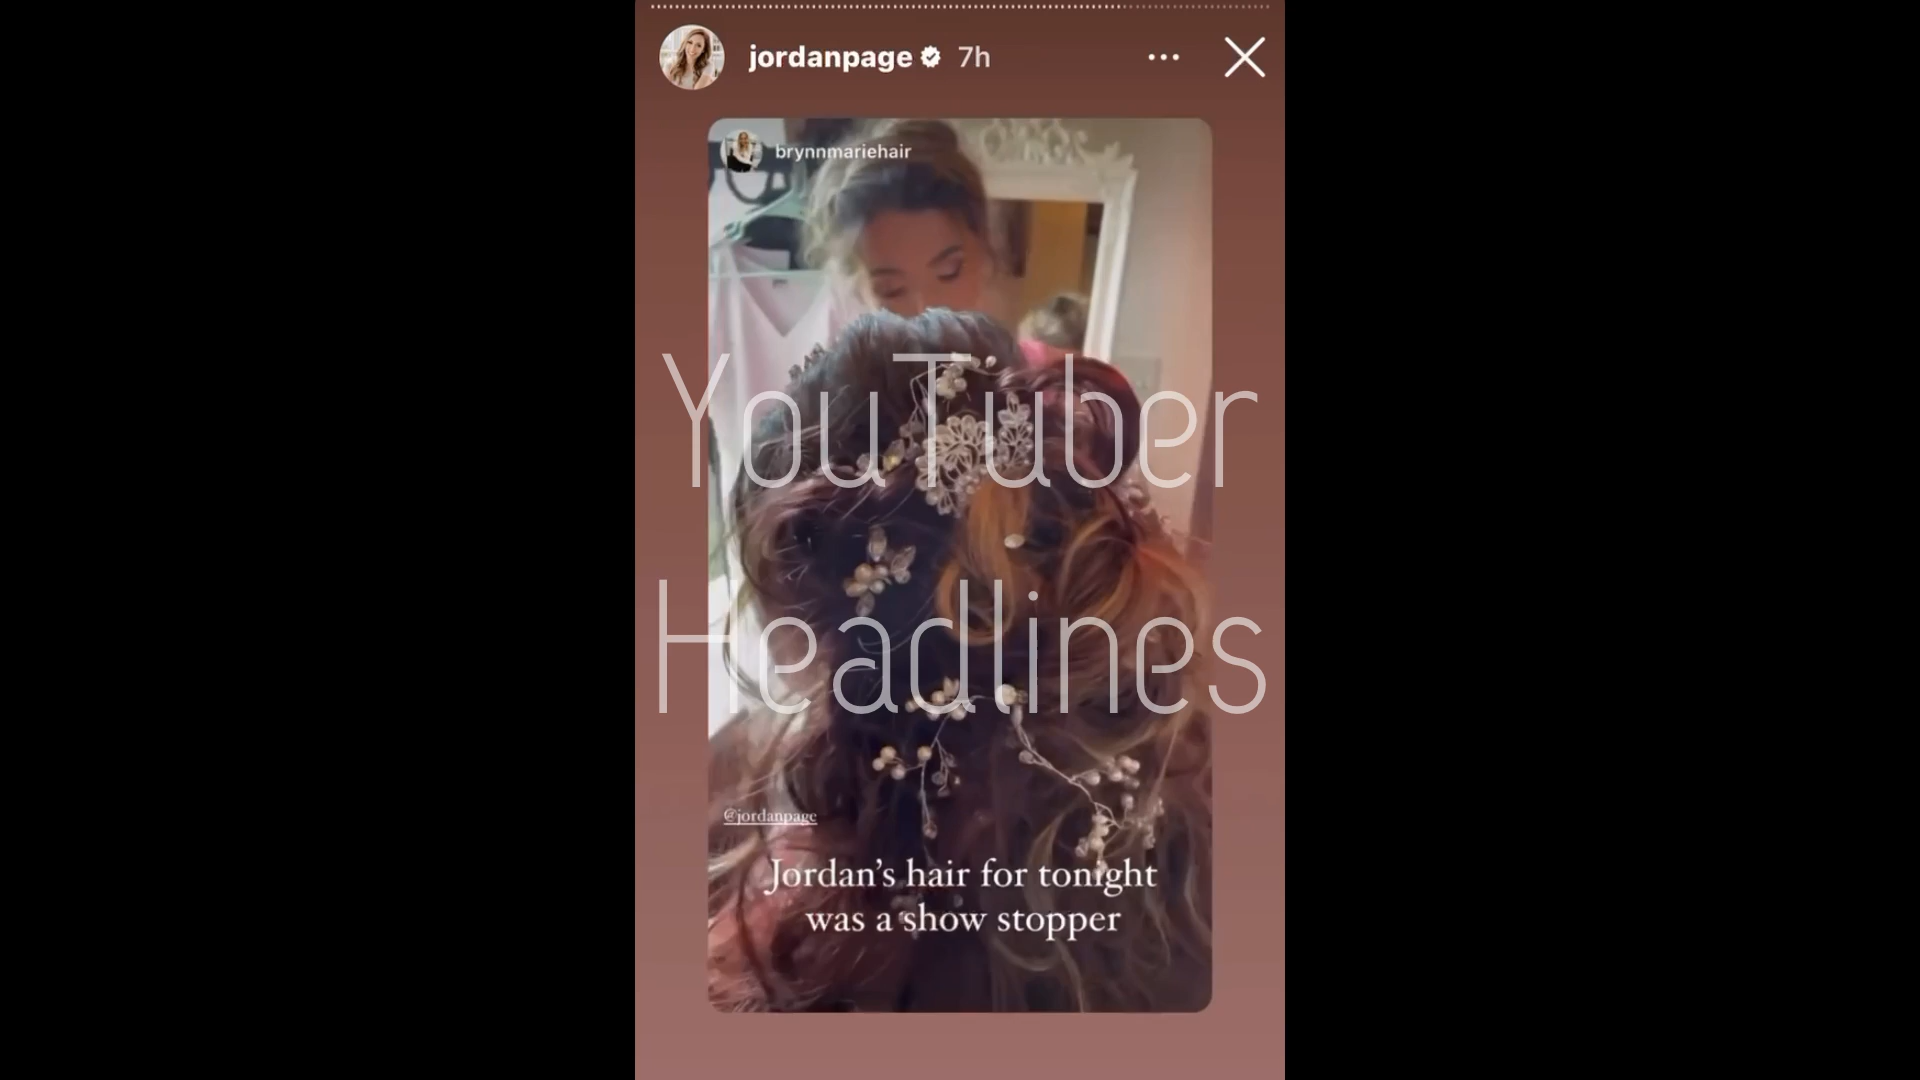 jordanpage 7h
brynnmariehair
YouTuber
Headlines
@jordanpage
Jordan's hair for tonight
was a show stopper